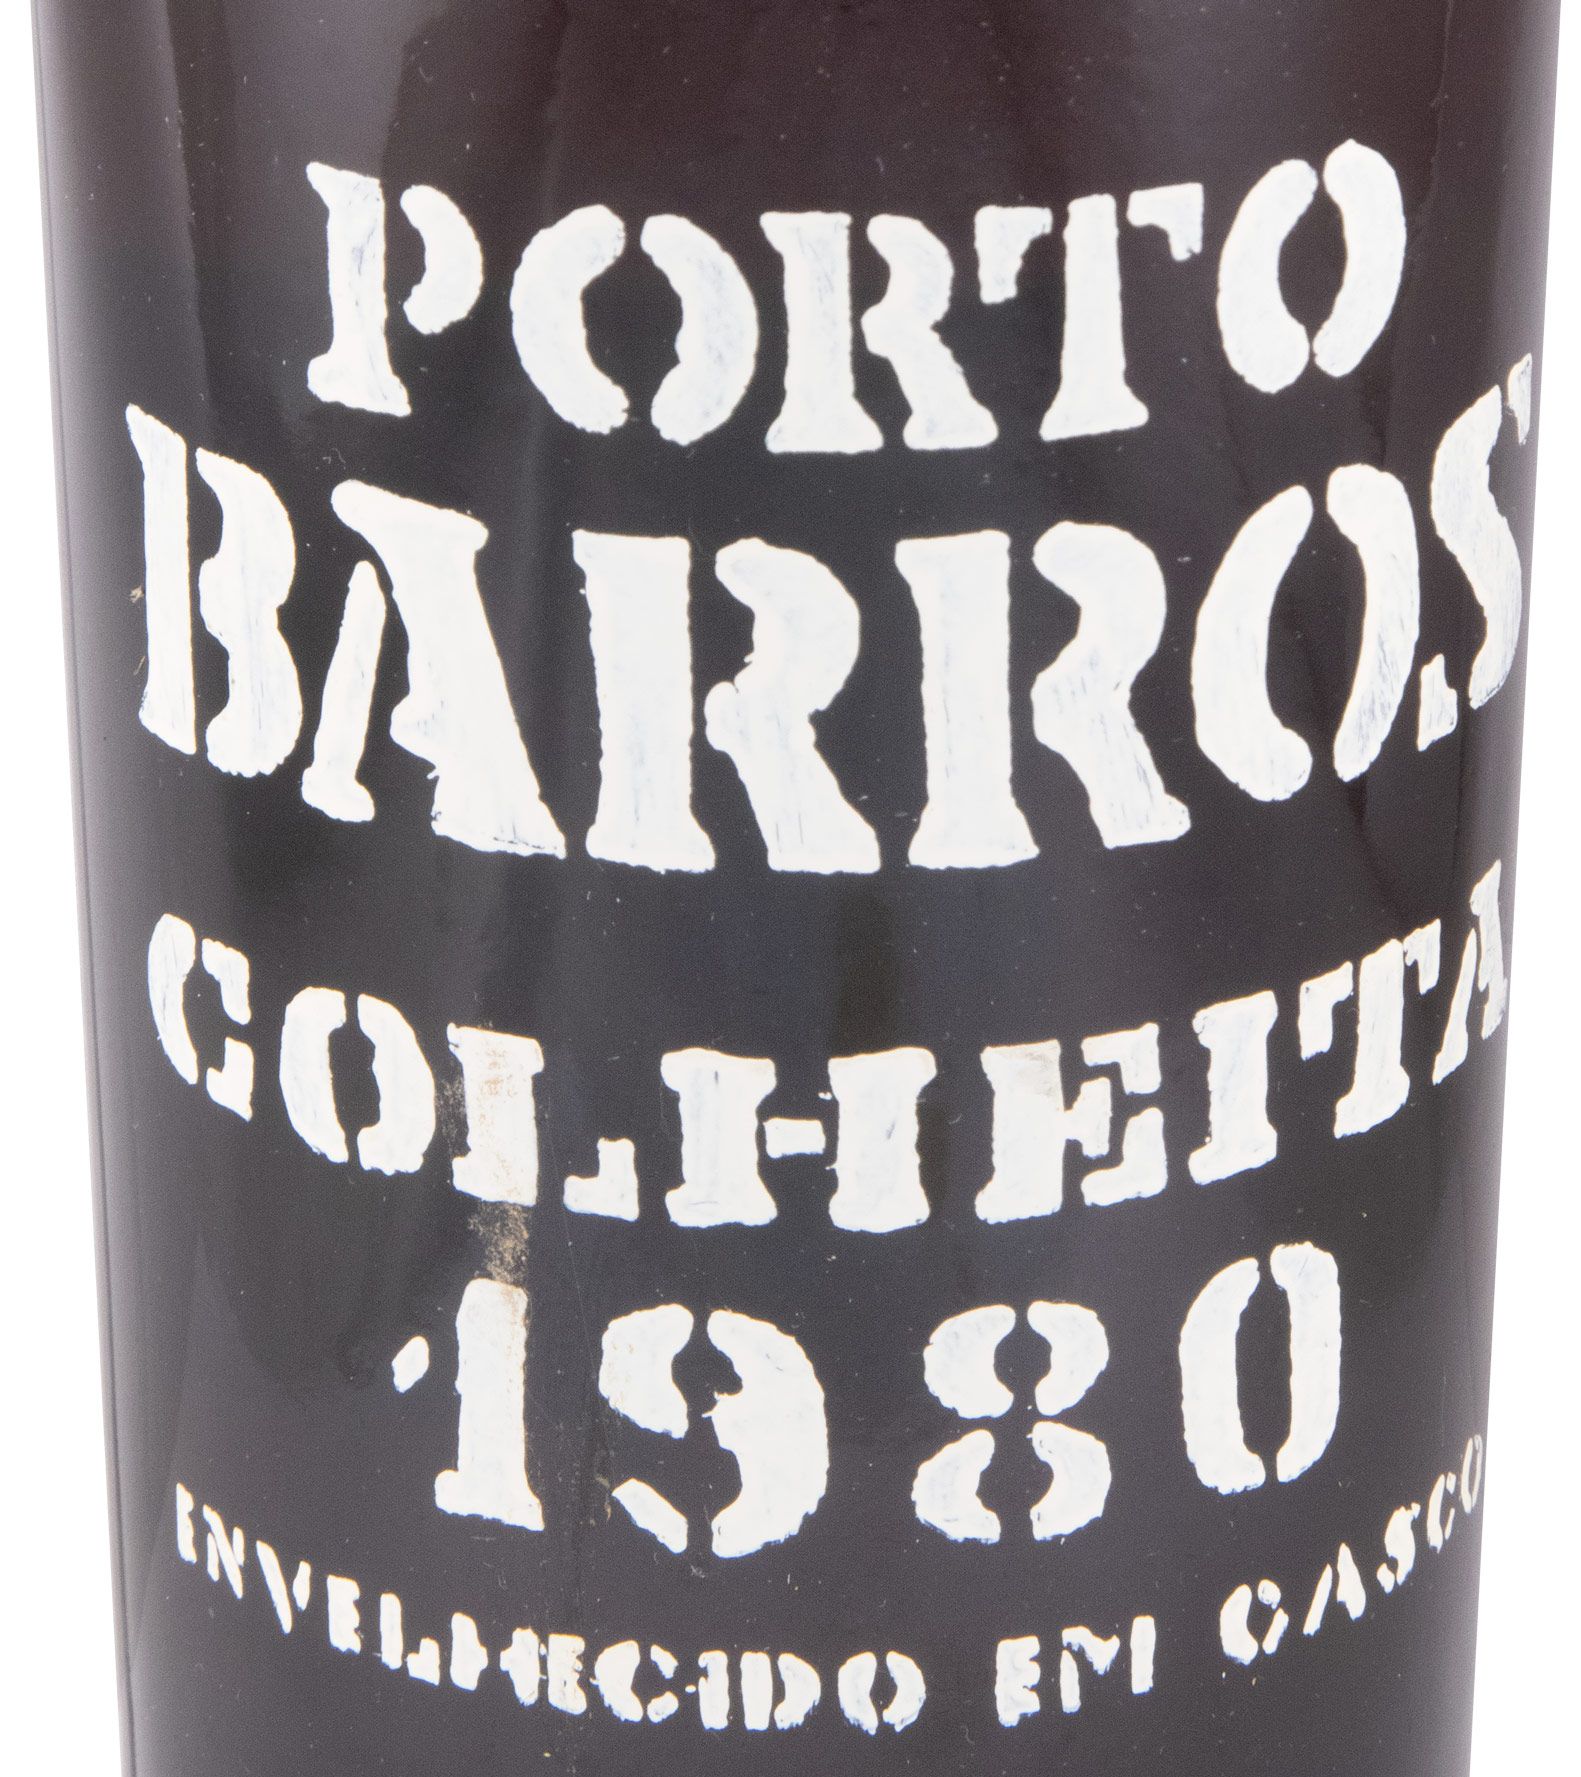 PORTO
BARROS
COLHEITA
1980
ENVELHECIDO EM CASCO